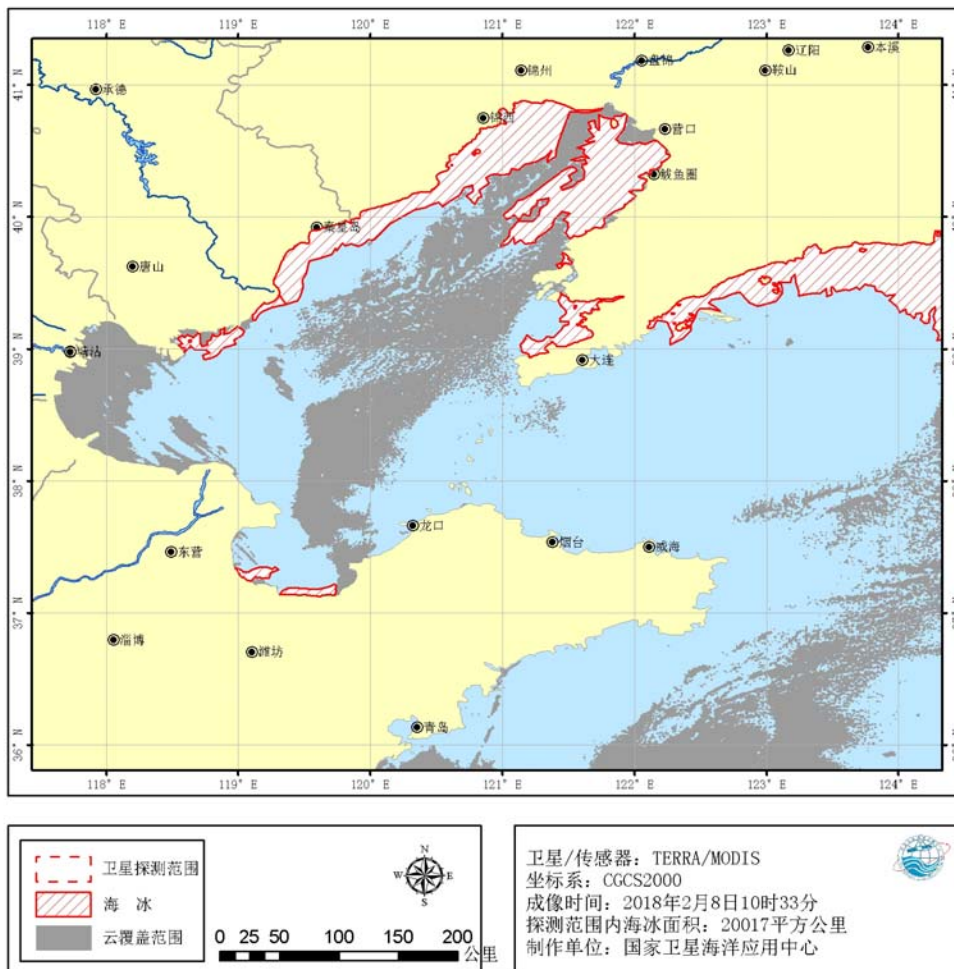 118° E 119° E 120° E 121° E 122° E 123° E 124° E
41° N
40° N
39° N
38° N
37° N
36° N
承德
锦州
盘锦
辽阳
本溪
鞍山
锦西
营口
鲅鱼圈
秦皇岛
唐山
塘沽
大连
龙口
烟台
威海
东营
淄博
潍坊
青岛
118° E 119° E 120° E 121° E 122° E 123° E 124° E
卫星探测范围
海 冰
云覆盖范围
N
W E
S
0 25 50 100 150 200
公里
卫星/传感器: TERRA/MODIS
坐标系: CGCS2000
成像时间: 2018年2月8日10时33分
探测范围内海冰面积: 20017平方公里
制作单位: 国家卫星海洋应用中心